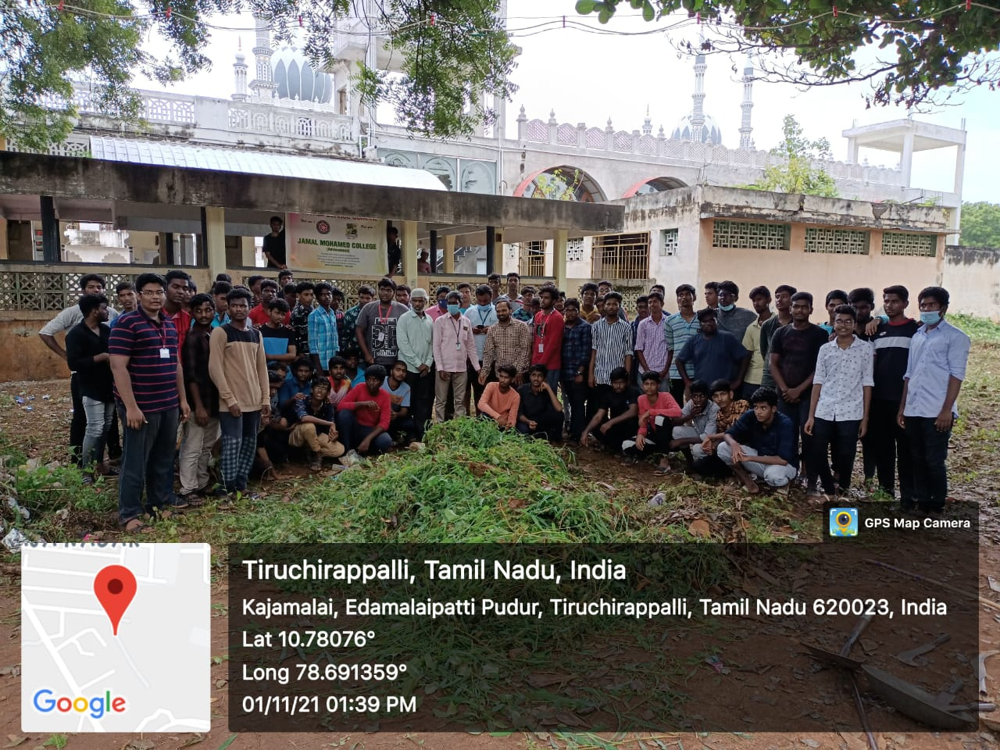 JAMAL MOHAMED COLLEGE
GPS Map Camera
Tiruchirappalli, Tamil Nadu, India
Kajamalai, Edamalaipatti Pudur, Tiruchirappalli, Tamil Nadu 620023, India
Lat 10.78076°
Long 78.691359°
01/11/21 01:39 PM
Google